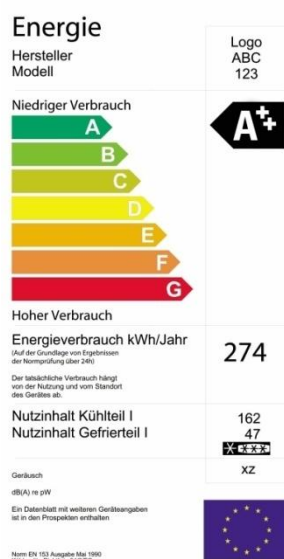 Energie
Hersteller
Modell
Logo
ABC
123
Niedriger Verbrauch
A
A++
B
C
D
E
F
G
Hoher Verbrauch
Energieverbrauch kWh/Jahr
(Auf der Grundlage von Ergebnissen
der Normprüfung über 24h)
274
Der tatsächliche Verbrauch hängt
von der Nutzung und vom Standort
des Gerätes ab.
Nutzinhalt Kühlteil l
162
Nutzinhalt Gefrierteil l
47
Geräusch
xz
dB(A) re pW
Ein Datenblatt mit weiteren Geräteangaben
ist in den Prospekten enthalten
Norm EN 153 Ausgabe Mai 1990